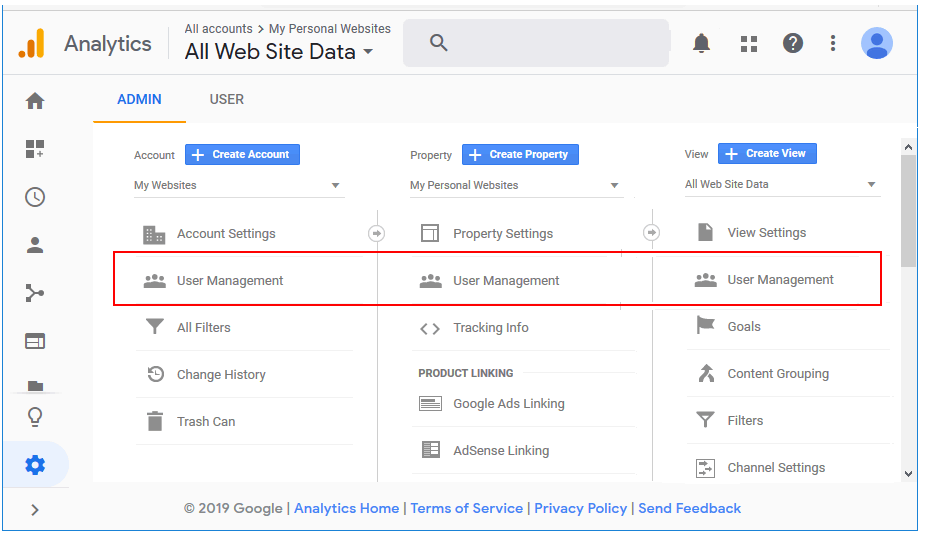 Analytics
All accounts > My Personal Websites
All Web Site Data
ADMIN USER
Account + Create Account
My Websites
Account Settings
User Management
All Filters
Change History
Trash Can
Property + Create Property
My Personal Websites
Property Settings
User Management
Tracking Info
PRODUCT LINKING
Google Ads Linking
AdSense Linking
View + Create View
All Web Site Data
View Settings
User Management
Goals
Content Grouping
Filters
Channel Settings
© 2019 Google | Analytics Home | Terms of Service | Privacy Policy | Send Feedback